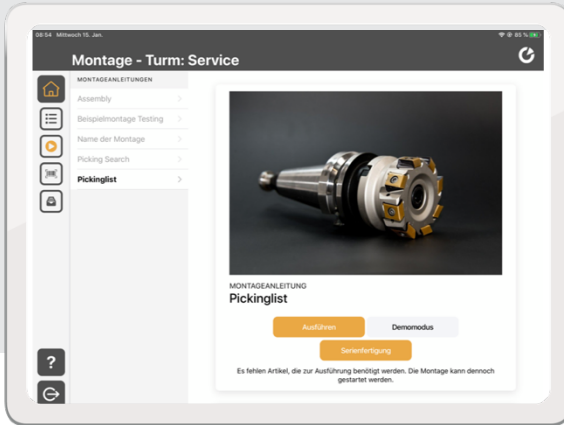 08:54 Mittwoch 15. Jan.
85 %
Montage - Turm: Service
MONTAGEANLEITUNGEN
Assembly
Beispielmontage Testing
Name der Montage
Picking Search
Pickinglist
MONTAGEANLEITUNG
Pickinglist
Ausführen
Demomodus
Serienfertigung
Es fehlen Artikel, die zur Ausführung benötigt werden. Die Montage kann dennoch
gestartet werden.
?